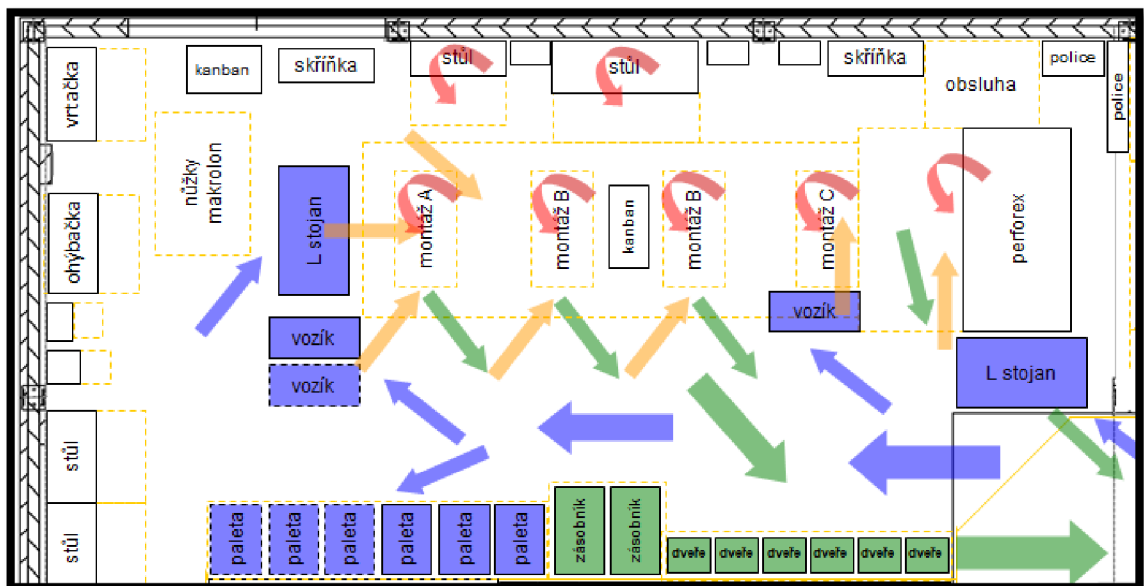 vrtačka
kanban
skříňka
stůl
stůl
skříňka
obsluha
police
police
nůžky
makrolon
ohýbačka
L stojan
montáž A
montáž B
kanban
montáž B
montáž C
perforex
vozík
vozík
vozík
L stojan
stůl
stůl
paleta
paleta
paleta
paleta
paleta
paleta
zásobník
zásobník
dveře
dveře
dveře
dveře
dveře
dveře